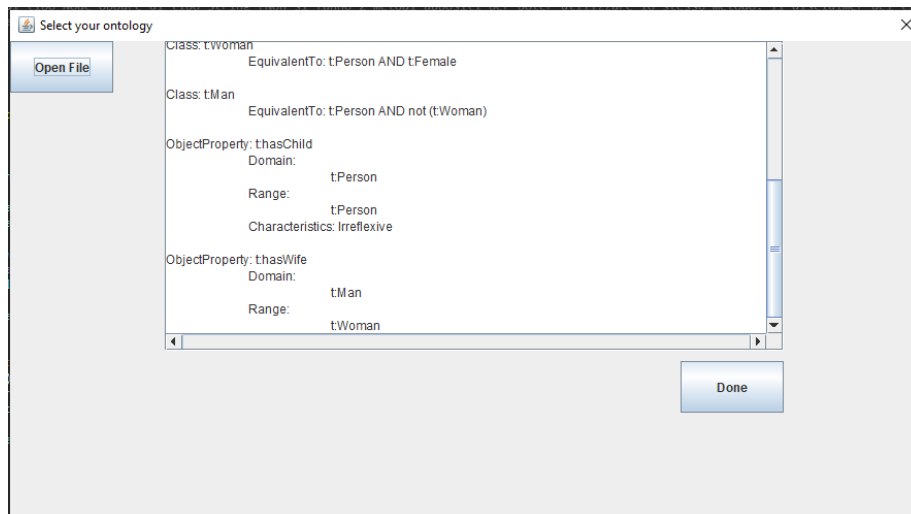 Select your ontology
Open File
Class: t:Woman
EquivalentTo: t:Person AND t:Female
Class: t:Man
EquivalentTo: t:Person AND not (t:Woman)
ObjectProperty: t:hasChild
Domain:
t:Person
Range:
t:Person
Characteristics: Irreflexive
ObjectProperty: t:hasWife
Domain:
t:Man
Range:
t:Woman
Done